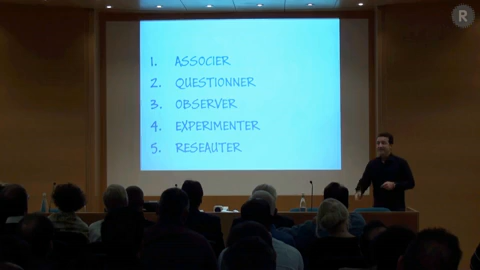 R
1. ASSOCIER
2. QUESTIONNER
3. OBSERVER
4. EXPERIMENTER
5. RESEAUTER